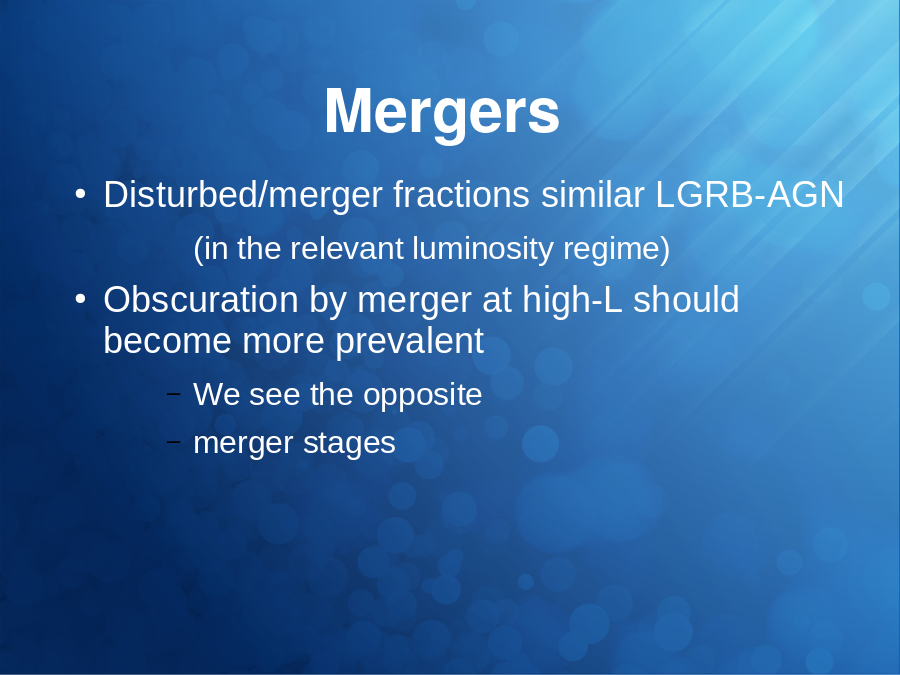 Mergers
• Disturbed/merger fractions similar LGRB-AGN
(in the relevant luminosity regime)
• Obscuration by merger at high-L should
become more prevalent
– We see the opposite
– merger stages